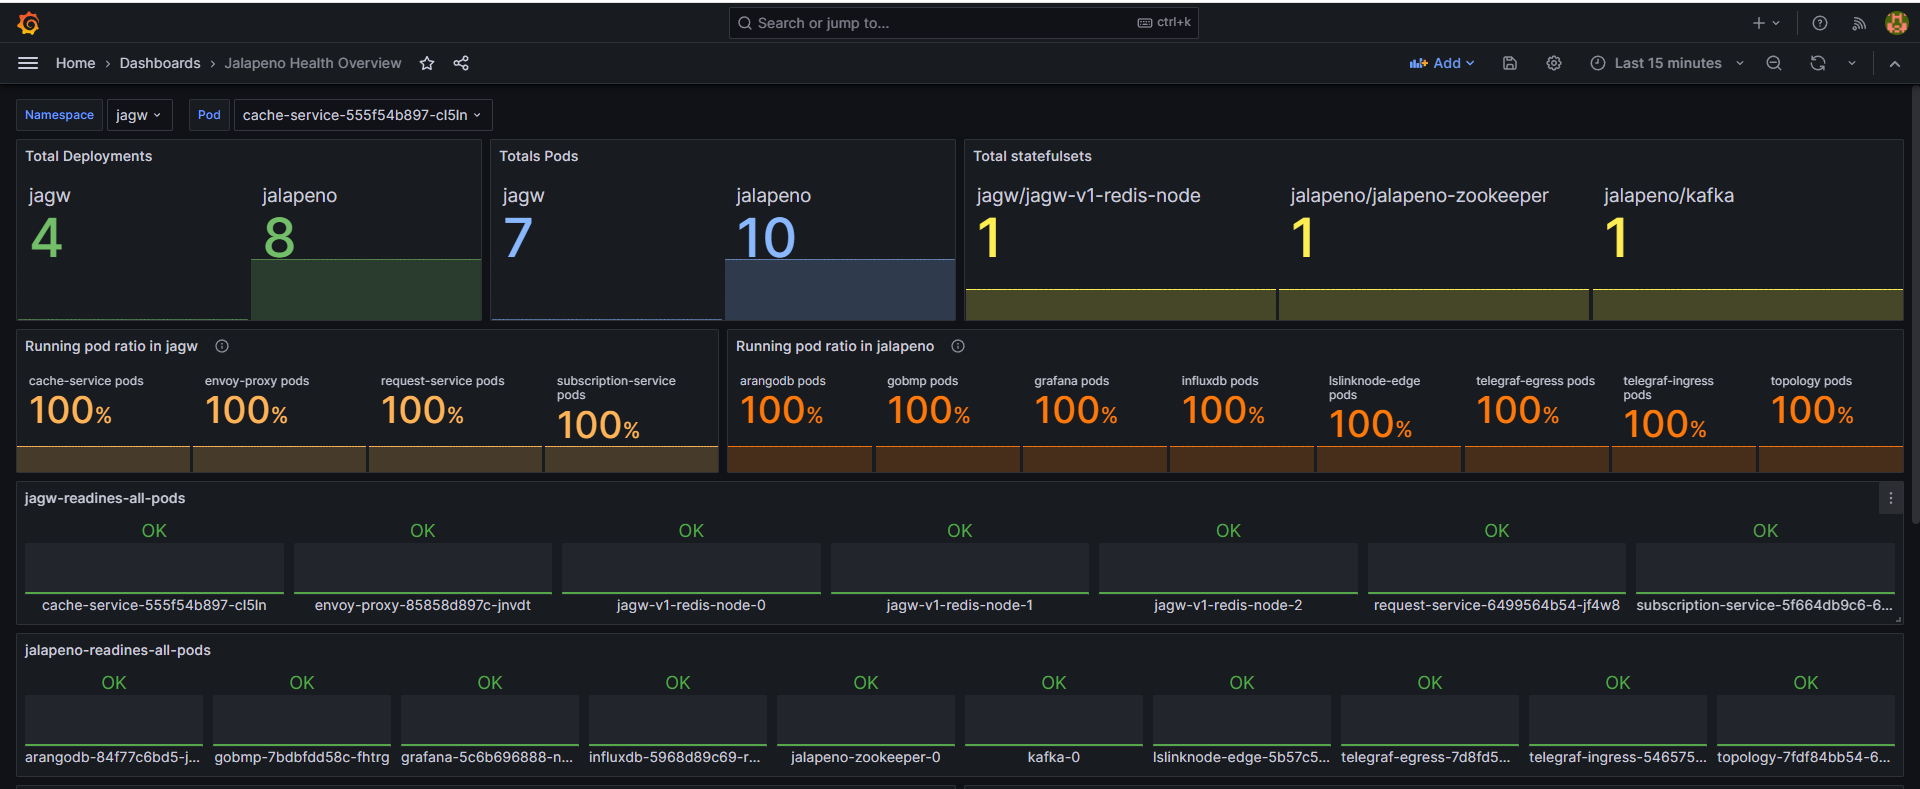 Search or jump to...
ctrl+k
Home
Dashboards
Jalapeno Health Overview
Add
Last 15 minutes
Namespace
jagw
Pod
cache-service-555f54b897-cl5ln
Total Deployments
jagw
4
jalapeno
8
Totals Pods
jagw
7
jalapeno
10
Total statefulsets
jagw/jagw-v1-redis-node
1
jalapeno/jalapeno-zookeeper
1
jalapeno/kafka
1
Running pod ratio in jagw
cache-service pods
100%
envoy-proxy pods
100%
request-service pods
100%
subscription-service
pods
100%
Running pod ratio in jalapeno
arangodb pods
100%
gobmp pods
100%
grafana pods
100%
influxdb pods
100%
lslinknode-edge
pods
100%
telegraf-egress pods
100%
telegraf-ingress
pods
100%
topology pods
100%
jagw-readines-all-pods
OK
cache-service-555f54b897-cl5ln
OK
envoy-proxy-85858d897c-jnvdt
OK
jagw-v1-redis-node-0
OK
jagw-v1-redis-node-1
OK
jagw-v1-redis-node-2
OK
request-service-6499564b54-jf4w8
OK
subscription-service-5f664db9c6-6...
jalapeno-readines-all-pods
OK
arangodb-84f77c6bd5-j...
OK
gobmp-7bdbfdd58c-fhtrg
OK
grafana-5c6b696888-n...
OK
influxdb-5968d89c69-r...
OK
jalapeno-zookeeper-0
OK
kafka-0
OK
lslinknode-edge-5b57c5...
OK
telegraf-egress-7d8fd5...
OK
telegraf-ingress-546575...
OK
topology-7fdf84bb54-6...